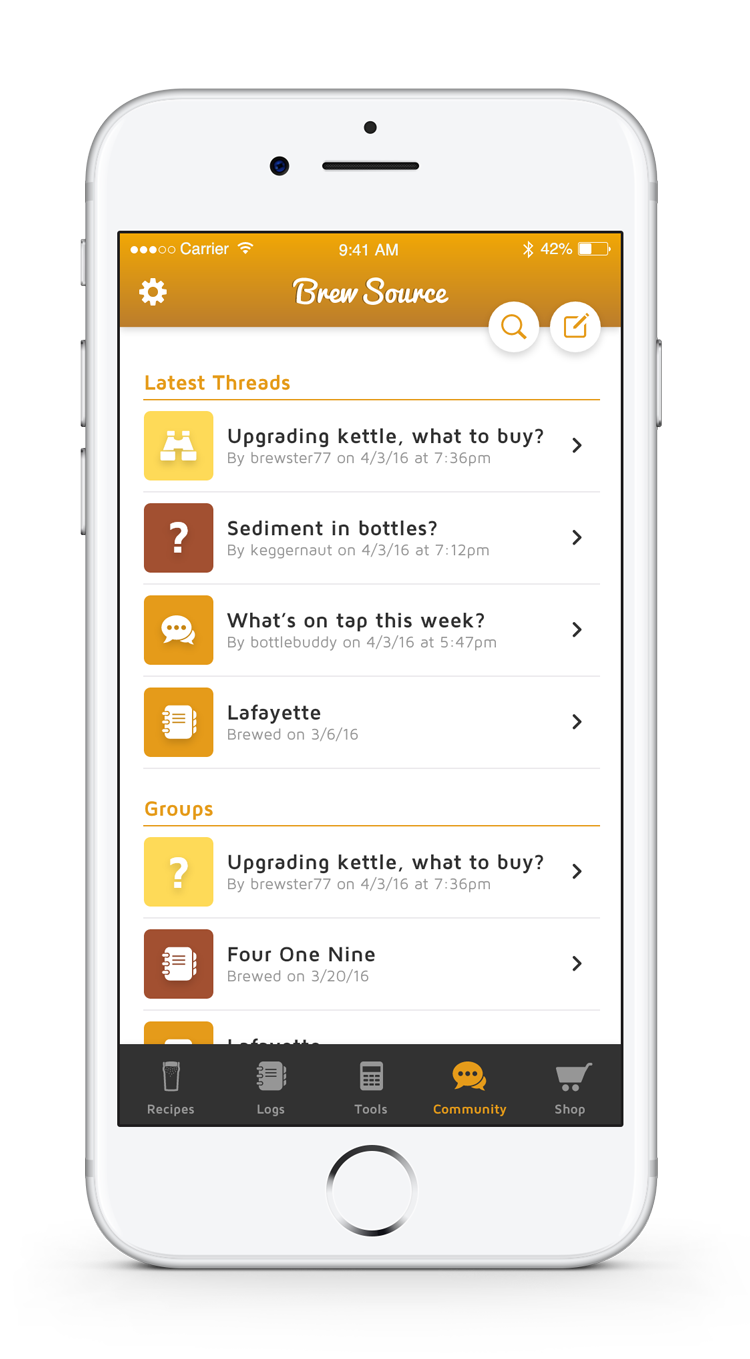 Carrier 9:41 AM 42%
Brew Source
Latest Threads
Upgrading kettle, what to buy?
By brewster77 on 4/3/16 at 7:36pm
?
Sediment in bottles?
By keggernaut on 4/3/16 at 7:12pm
What's on tap this week?
By bottlebuddy on 4/3/16 at 5:47pm
Lafayette
Brewed on 3/6/16
Groups
?
Upgrading kettle, what to buy?
By brewster77 on 4/3/16 at 7:36pm
Four One Nine
Brewed on 3/20/16
Lafayette
Recipes Logs Tools Community Shop